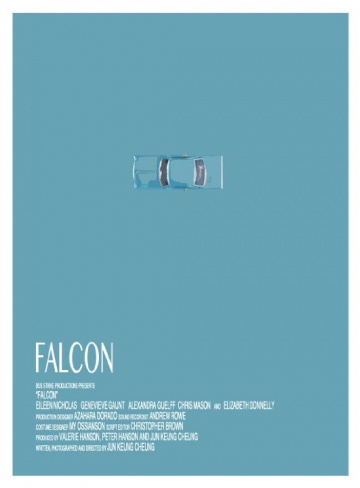 FALCON
BUS STRIKE PRODUCTIONS PRESENTS
"FALCON"
EILEEN NICHOLAS GENEVIEVE GAUNT ALEXANDRA GUELFF CHRIS MASON AND ELIZABETH DONNELLY
PRODUCTION DESIGNER AZAHARA DORADO SOUND RECORDIST ANDREW ROWE
COSTUME DESIGNER MY OSSIANSON SCRIPT EDITOR CHRISTOPHER BROWN
PRODUCED BY VALERIE HANSON, PETER HANSON AND JUN KEUNG CHEUNG
WRITTEN, PHOTOGRAPHED AND DIRECTED BY JUN KEUNG CHEUNG